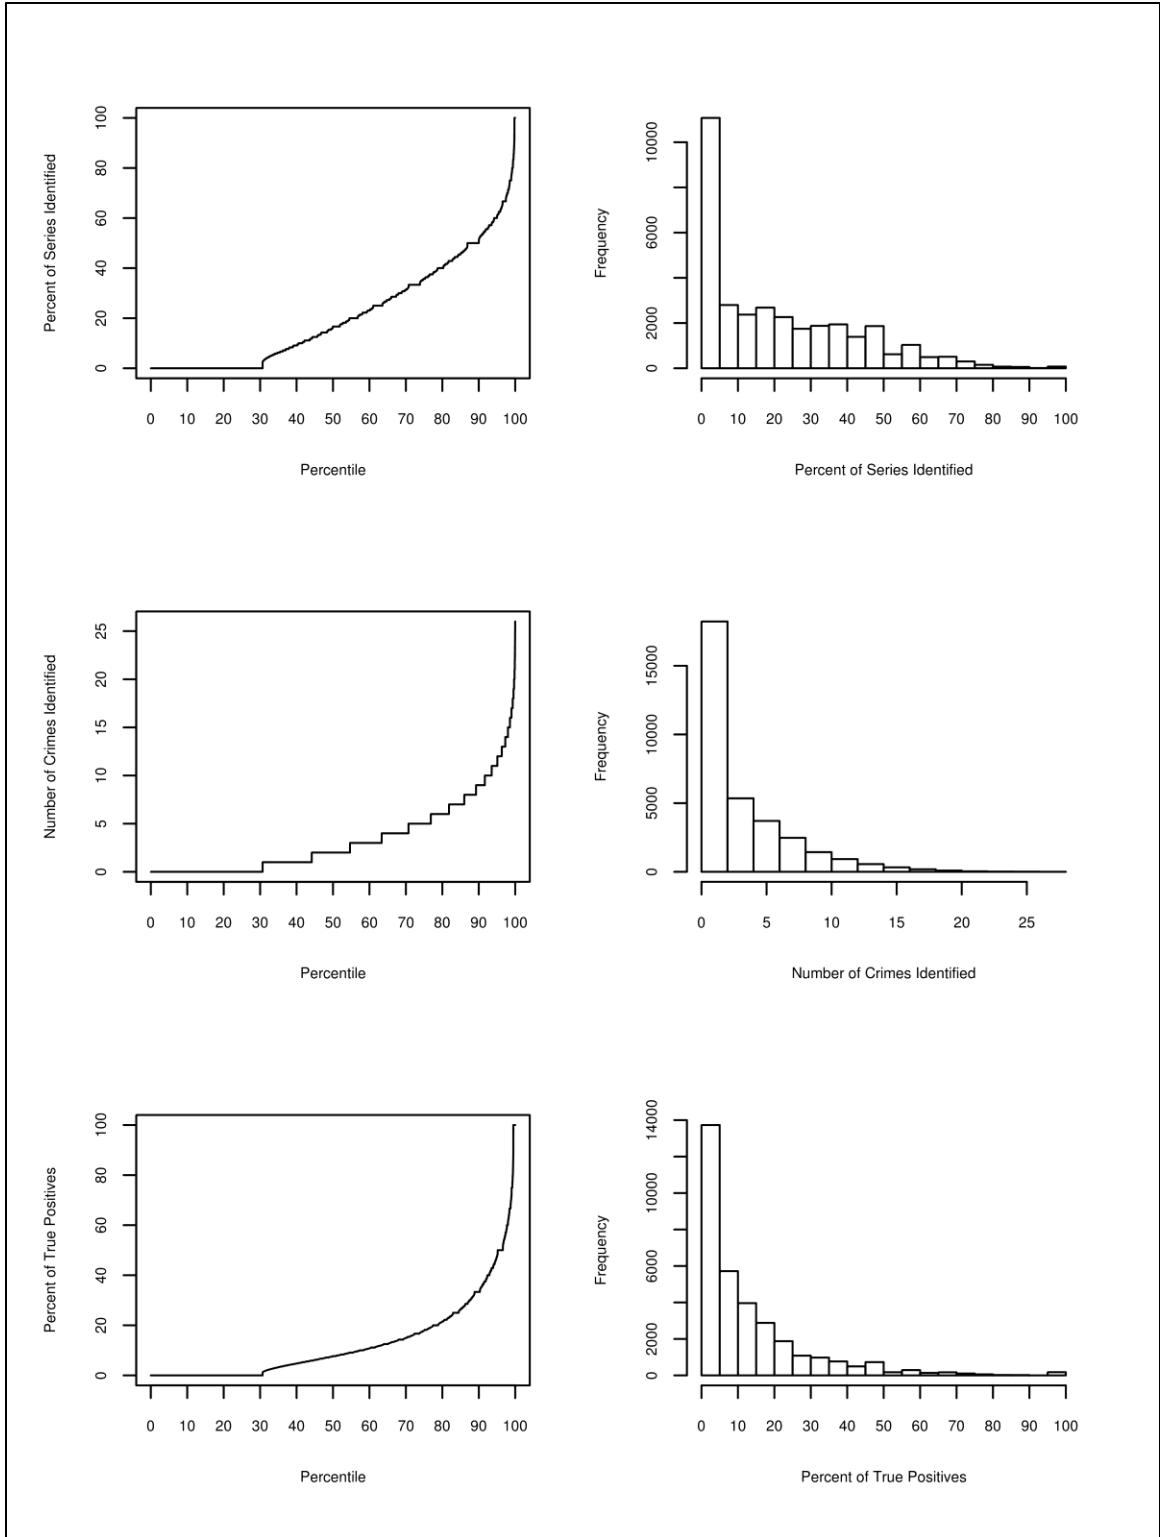 Percent of Series Identified
100
80
60
40
20
0
0 10 20 30 40 50 60 70 80 90 100
Percentile
Frequency
10000
6000
2000
0
0 10 20 30 40 50 60 70 80 90 100
Percent of Series Identified
Number of Crimes Identified
25
20
15
10
5
0
0 10 20 30 40 50 60 70 80 90 100
Percentile
Frequency
15000
10000
5000
0
0 5 10 15 20 25
Number of Crimes Identified
Percent of True Positives
100
80
60
40
20
0
0 10 20 30 40 50 60 70 80 90 100
Percentile
Frequency
14000
10000
6000
2000
0
0 10 20 30 40 50 60 70 80 90 100
Percent of True Positives